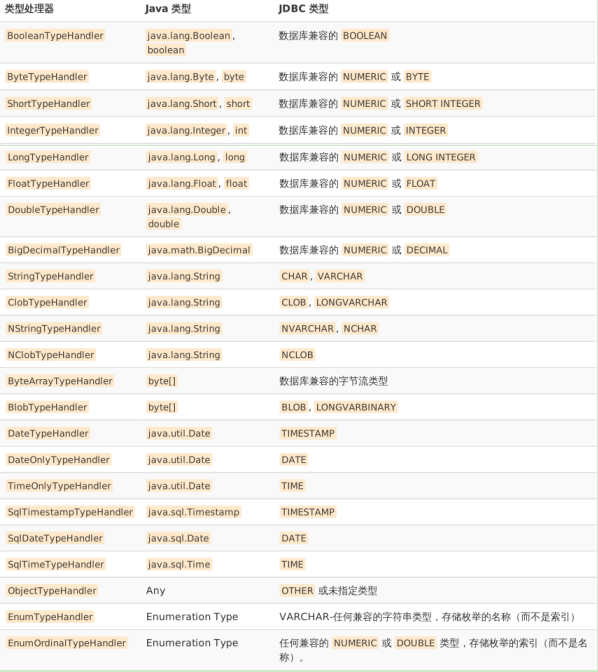 类型处理器 Java 类型 JDBC 类型
BooleanTypeHandler java.lang.Boolean, 数据库兼容的 BOOLEAN
boolean
ByteTypeHandler java.lang.Byte, byte 数据库兼容的 NUMERIC 或 BYTE
ShortTypeHandler java.lang.Short, short 数据库兼容的 NUMERIC 或 SHORT INTEGER
IntegerTypeHandler java.lang.Integer, int 数据库兼容的 NUMERIC 或 INTEGER
LongTypeHandler java.lang.Long, long 数据库兼容的 NUMERIC 或 LONG INTEGER
FloatTypeHandler java.lang.Float, float 数据库兼容的 NUMERIC 或 FLOAT
DoubleTypeHandler java.lang.Double, 数据库兼容的 NUMERIC 或 DOUBLE
double
BigDecimalTypeHandler java.math.BigDecimal 数据库兼容的 NUMERIC 或 DECIMAL
StringTypeHandler java.lang.String CHAR, VARCHAR
ClobTypeHandler java.lang.String CLOB, LONGVARCHAR
NStringTypeHandler java.lang.String NVARCHAR, NCHAR
NClobTypeHandler java.lang.String NCLOB
ByteArrayTypeHandler byte[] 数据库兼容的字节流类型
BlobTypeHandler byte[] BLOB, LONGVARBINARY
DateTypeHandler java.util.Date TIMESTAMP
DateOnlyTypeHandler java.util.Date DATE
TimeOnlyTypeHandler java.util.Date TIME
SqlTimestampTypeHandler java.sql.Timestamp TIMESTAMP
SqlDateTypeHandler java.sql.Date DATE
SqlTimeTypeHandler java.sql.Time TIME
ObjectTypeHandler Any OTHER 或未指定类型
EnumTypeHandler Enumeration Type VARCHAR-任何兼容的字符串类型，存储枚举的名称（而不是索引）
EnumOrdinalTypeHandler Enumeration Type 任何兼容的 NUMERIC 或 DOUBLE 类型，存储枚举的索引（而不是名
称）。